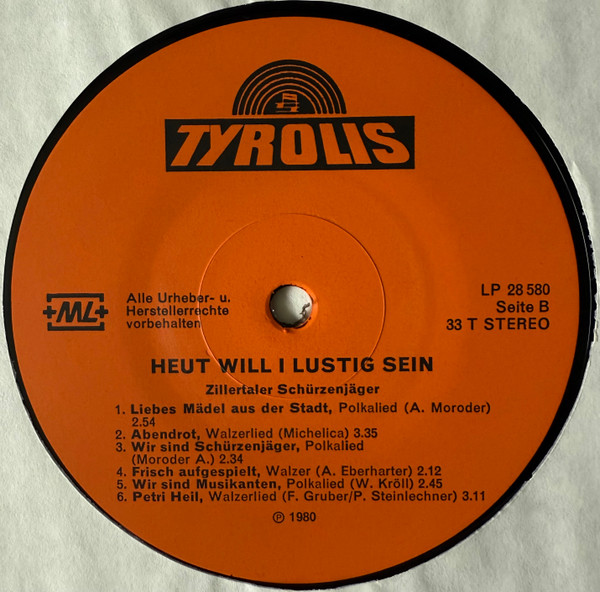 TYROLIS
ML
Alle Urheber- u.
Herstellerrechte
vorbehalten
LP 28 580
Seite B
33 T STEREO
HEUT WILL I LUSTIG SEIN
Zillertaler Schürzenjäger
1. Liebes Mädel aus der Stadt, Polkalied (A. Moroder)
2.54
2. Abendrot, Walzerlied (Michelica) 3.35
3. Wir sind Schürzenjäger, Polkalied
(Moroder A.) 2.34
4. Frisch aufgespielt, Walzer (A. Eberharter) 2.12
5. Wir sind Musikanten, Polkalied (W. Kröll) 2.45
6. Petri Heil, Walzerlied (F. Gruber/P. Steinlechner) 3.11
℗ 1980